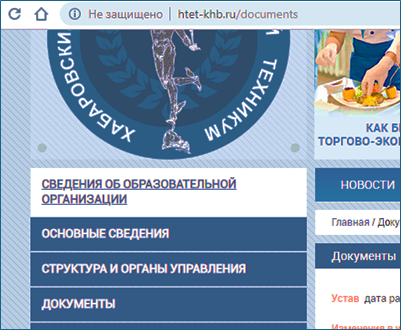 Не защищено | htet-khb.ru/documents
ХАБАРОВСКИ
ТЕХНИКУМ
КАК
ТОРГОВО-ЭКО
СВЕДЕНИЯ ОБ ОБРАЗОВАТЕЛЬНОЙ
ОРГАНИЗАЦИИ
ОСНОВНЫЕ СВЕДЕНИЯ
СТРУКТУРА И ОРГАНЫ УПРАВЛЕНИЯ
ДОКУМЕНТЫ
НОВОСТИ
Главная / Доку
Документы
Устав дата ра
Изменения в